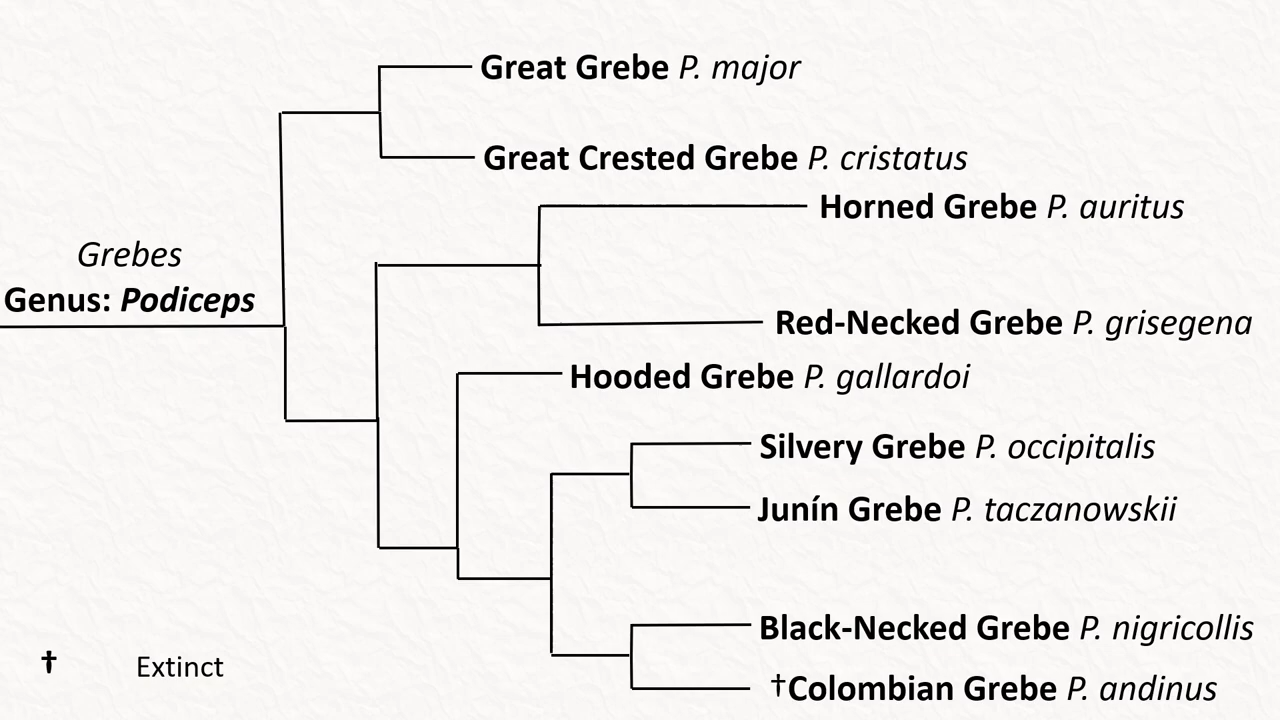 Great Grebe P. major
Great Crested Grebe P. cristatus
Horned Grebe P. auritus
Grebes
Genus: Podiceps
Red-Necked Grebe P. grisegena
Hooded Grebe P. gallardoi
Silvery Grebe P. occipitalis
Junín Grebe P. taczanowskii
Black-Necked Grebe P. nigricollis
† Extinct
†Colombian Grebe P. andinus